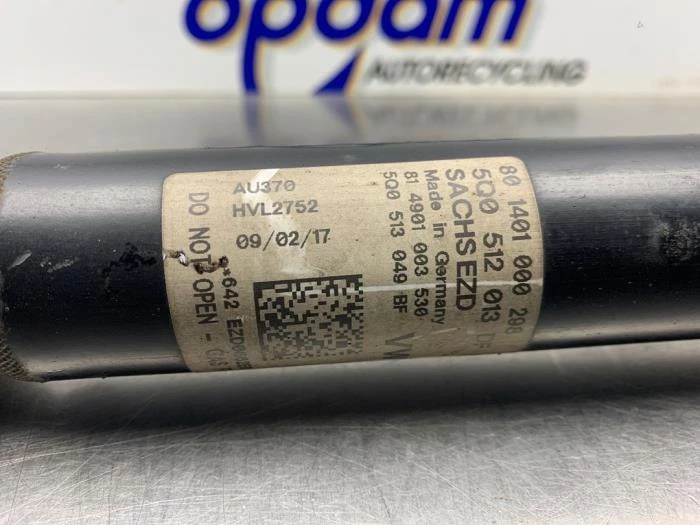 opdam
AUTORECYCLING
AU370
HVL2752
09/02/17
80 1401 000 298
5Q0 512 013
SACHS EZD
Made in Germany
81 4901 003 530
5Q0 513 049 BF
DO NOT OPEN -